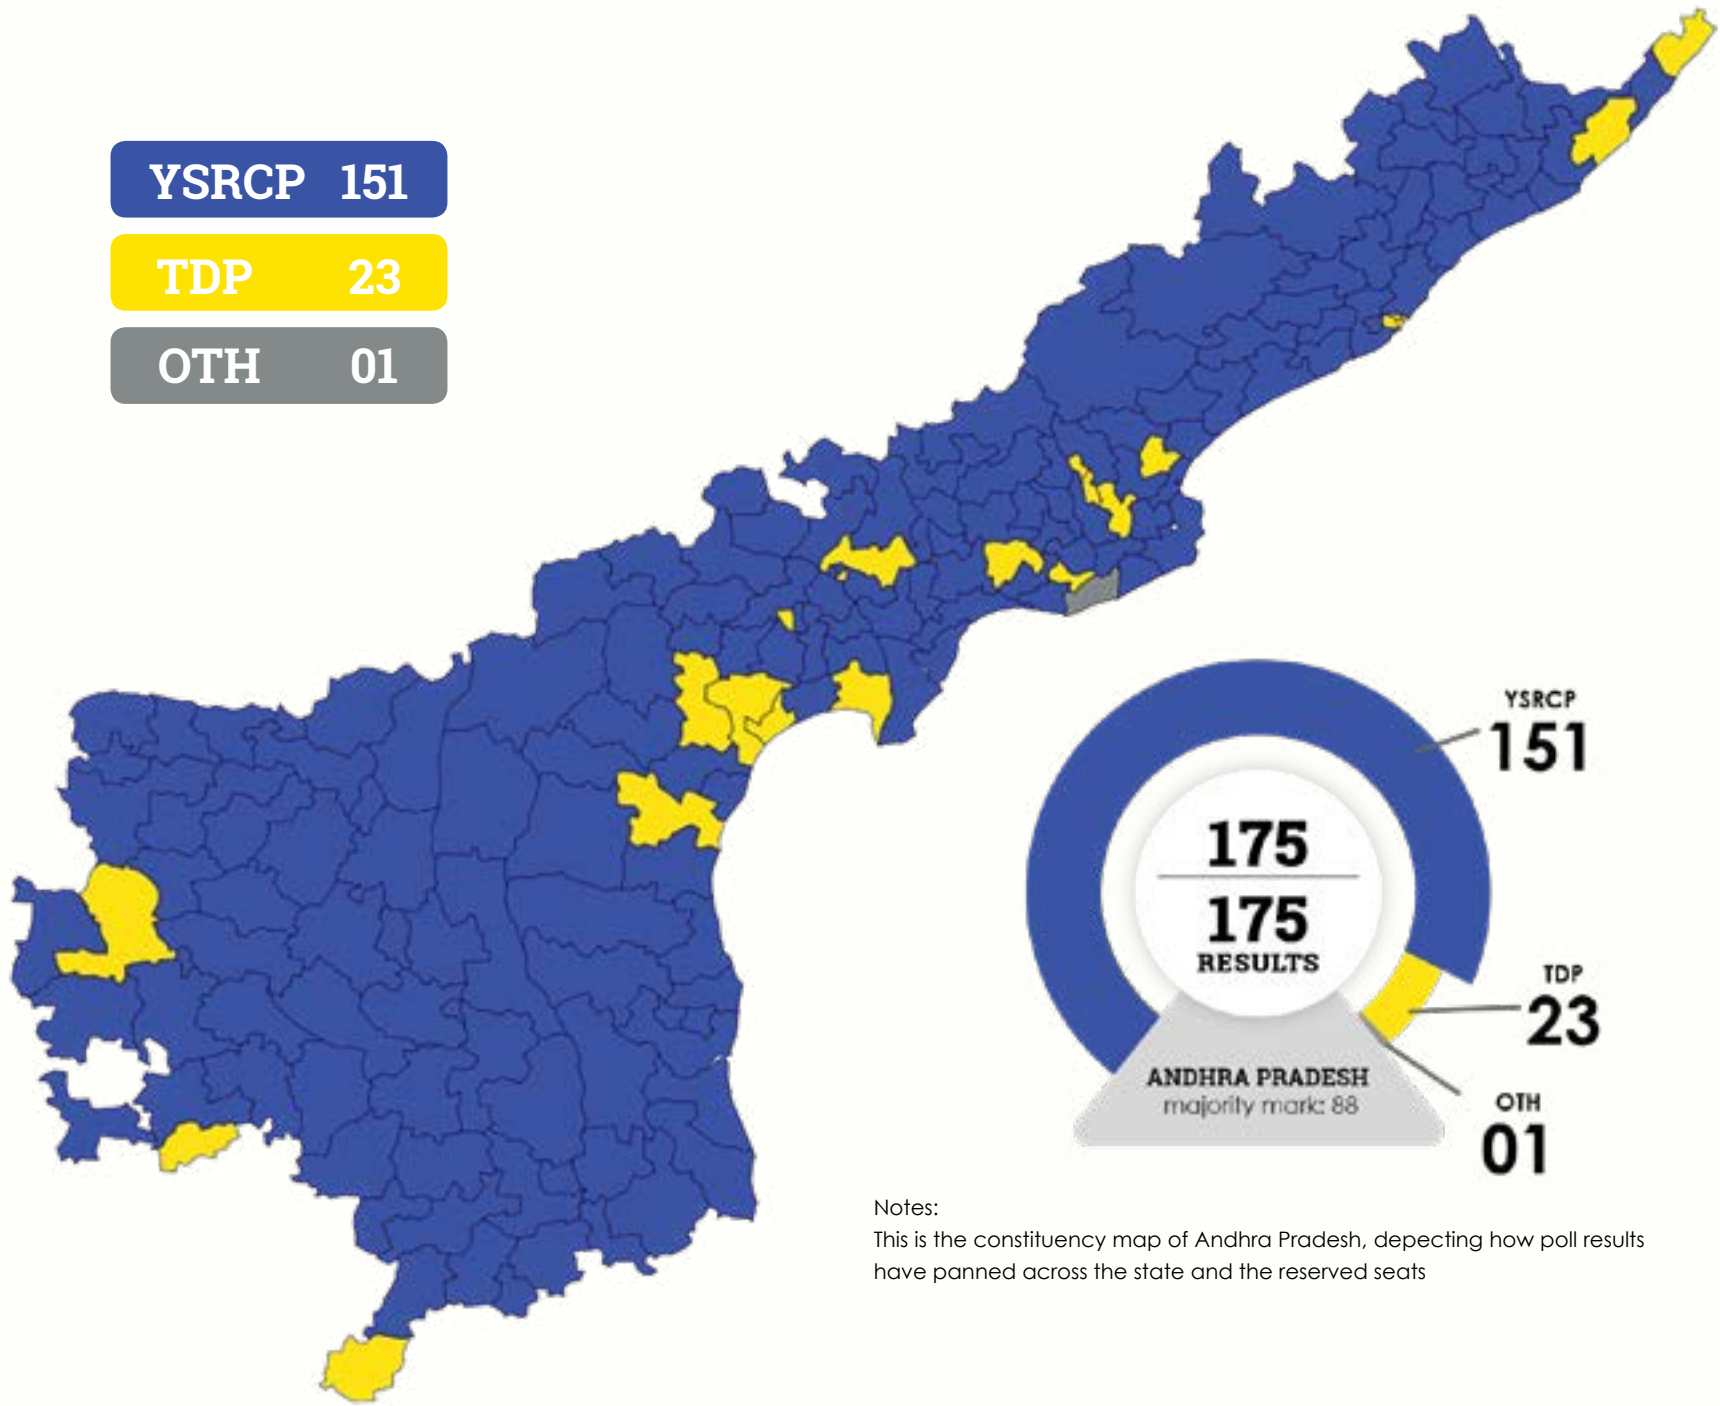 YSRCP 151
TDP 23
OTH 01
YSRCP
151
175
175
RESULTS
TDP
23
ANDHRA PRADESH
majority mark: 88
OTH
01
Notes:
This is the constituency map of Andhra Pradesh, depecting how poll results
have panned across the state and the reserved seats